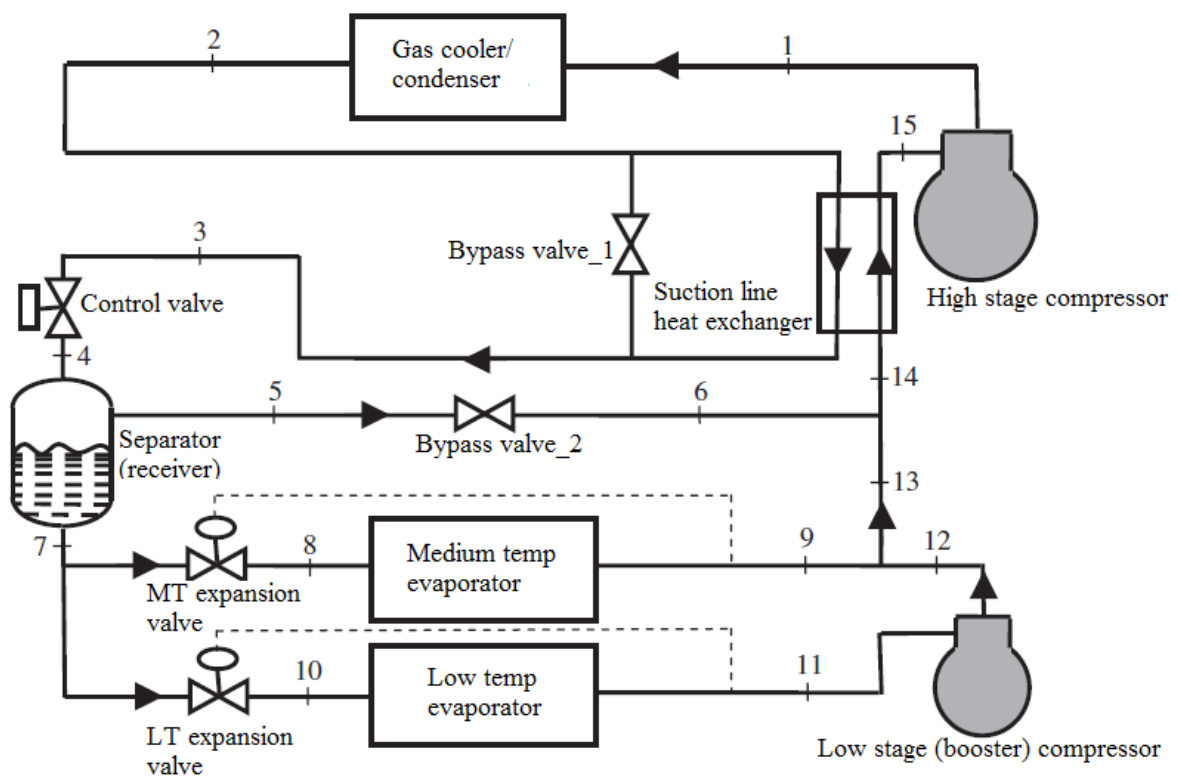 2
Gas cooler/
condenser
1
15
3
Bypass valve_1
Suction line
heat exchanger
High stage compressor
Control valve
4
14
5
6
Separator
(receiver)
Bypass valve_2
13
7
8
Medium temp
evaporator
9
12
MT expansion
valve
10
Low temp
evaporator
11
LT expansion
valve
Low stage (booster) compressor